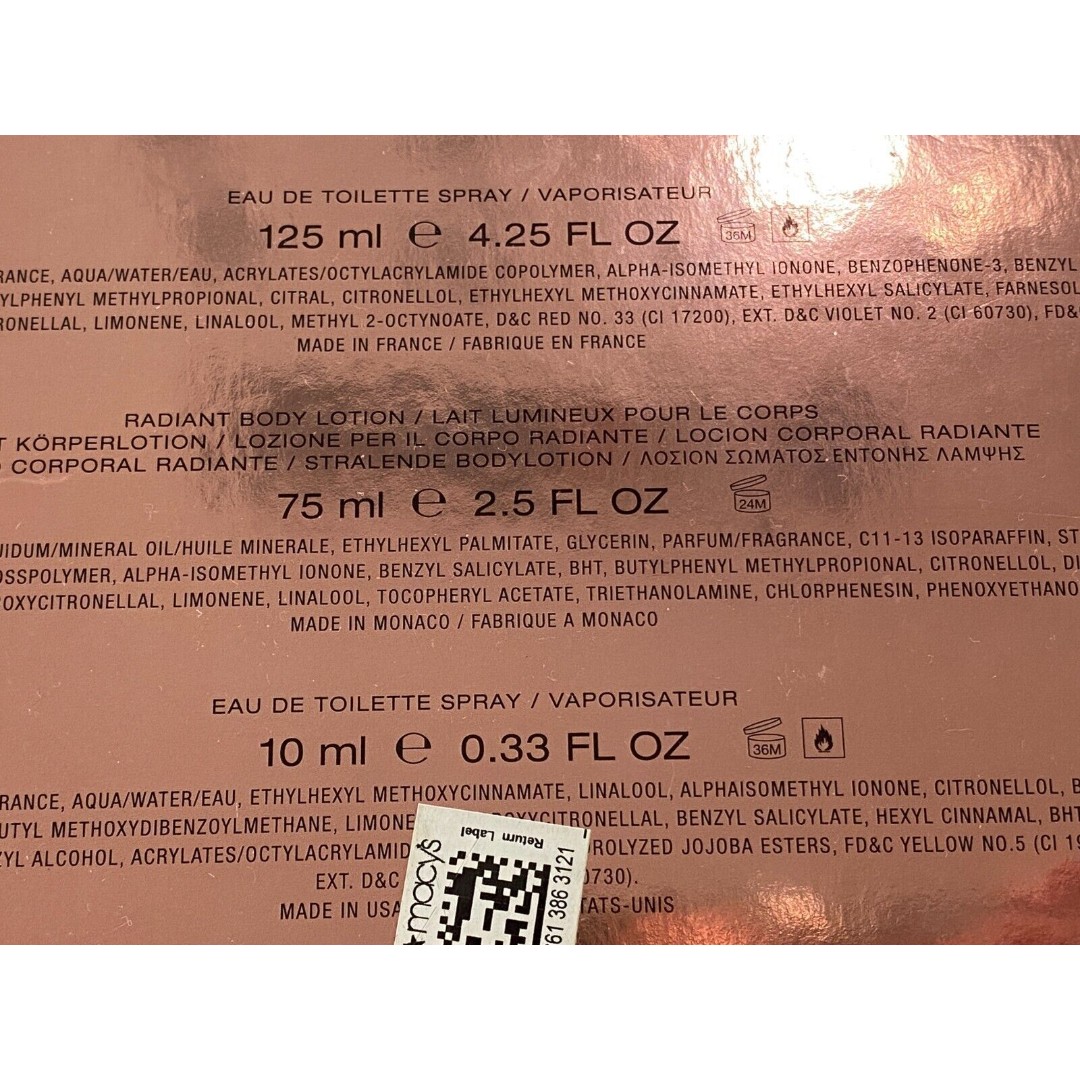 EAU DE TOILETTE SPRAY / VAPORISATEUR
125 ml ℮ 4.25 FL OZ 36M
RANCE, AQUA/WATER/EAU, ACRYLATES/OCTYLACRYLAMIDE COPOLYMER, ALPHA-ISOMETHYL IONONE, BENZOPHENONE-3, BENZYL
YLPHENYL METHYLPROPIONAL, CITRAL, CITRONELLOL, ETHYLHEXYL METHOXYCINNAMATE, ETHYLHEXYL SALICYLATE, FARNESOL
RONELLAL, LIMONENE, LINALOOL, METHYL 2-OCTYNOATE, D&C RED NO. 33 (CI 17200), EXT. D&C VIOLET NO. 2 (CI 60730), FD&
MADE IN FRANCE / FABRIQUE EN FRANCE
RADIANT BODY LOTION / LAIT LUMINEUX POUR LE CORPS
T KÖRPERLOTION / LOZIONE PER IL CORPO RADIANTE / LOCION CORPORAL RADIANTE
O CORPORAL RADIANTE / STRALENDE BODYLOTION / ΛΟΣΙΟΝ ΣΩΜΑΤΟΣ ΕΝΤΟΝΗΣ ΛΑΜΨΗΣ
75 ml ℮ 2.5 FL OZ 24M
UIDUM/MINERAL OIL/HUILE MINERALE, ETHYLHEXYL PALMITATE, GLYCERIN, PARFUM/FRAGRANCE, C11-13 ISOPARAFFIN, ST
OSSPOLYMER, ALPHA-ISOMETHYL IONONE, BENZYL SALICYLATE, BHT, BUTYLPHENYL METHYLPROPIONAL, CITRONELLOL, DI
OXYCITRONELLAL, LIMONENE, LINALOOL, TOCOPHERYL ACETATE, TRIETHANOLAMINE, CHLORPHENESIN, PHENOXYETHANO
MADE IN MONACO / FABRIQUE A MONACO
EAU DE TOILETTE SPRAY / VAPORISATEUR
10 ml ℮ 0.33 FL OZ 36M
RANCE, AQUA/WATER/EAU, ETHYLHEXYL METHOXYCINNAMATE, LINALOOL, ALPHAISOMETHYL IONONE, CITRONELLOL, B
UTYL METHOXYDIBENZOYLMETHANE, LIMONE OXYCITRONELLAL, BENZYL SALICYLATE, HEXYL CINNAMAL, BHT
ZYL ALCOHOL, ACRYLATES/OCTYLACRYLAMID ROLYZED JOJOBA ESTERS, FD&C YELLOW NO.5 (CI 19
EXT. D&C 0730).
MADE IN USA TATS-UNIS
Return Label
macy's
61 386 3121